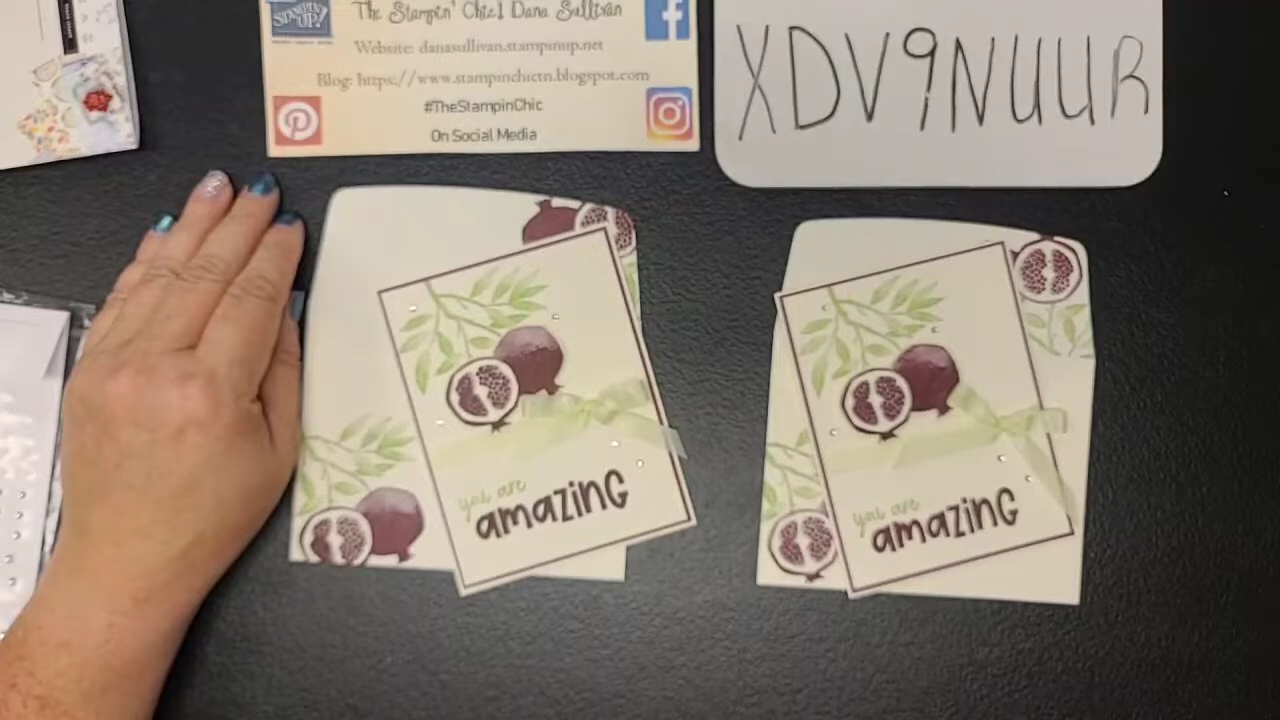 STAMPIN' UP!
The Stampin' Chic | Dana Sullivan
Website: danasullivan.stampinup.net
Blog: https://www.stampinchictn.blogspot.com
#TheStampinChic
On Social Media
XDV9NUUR
you are
amazing
you are
amazing